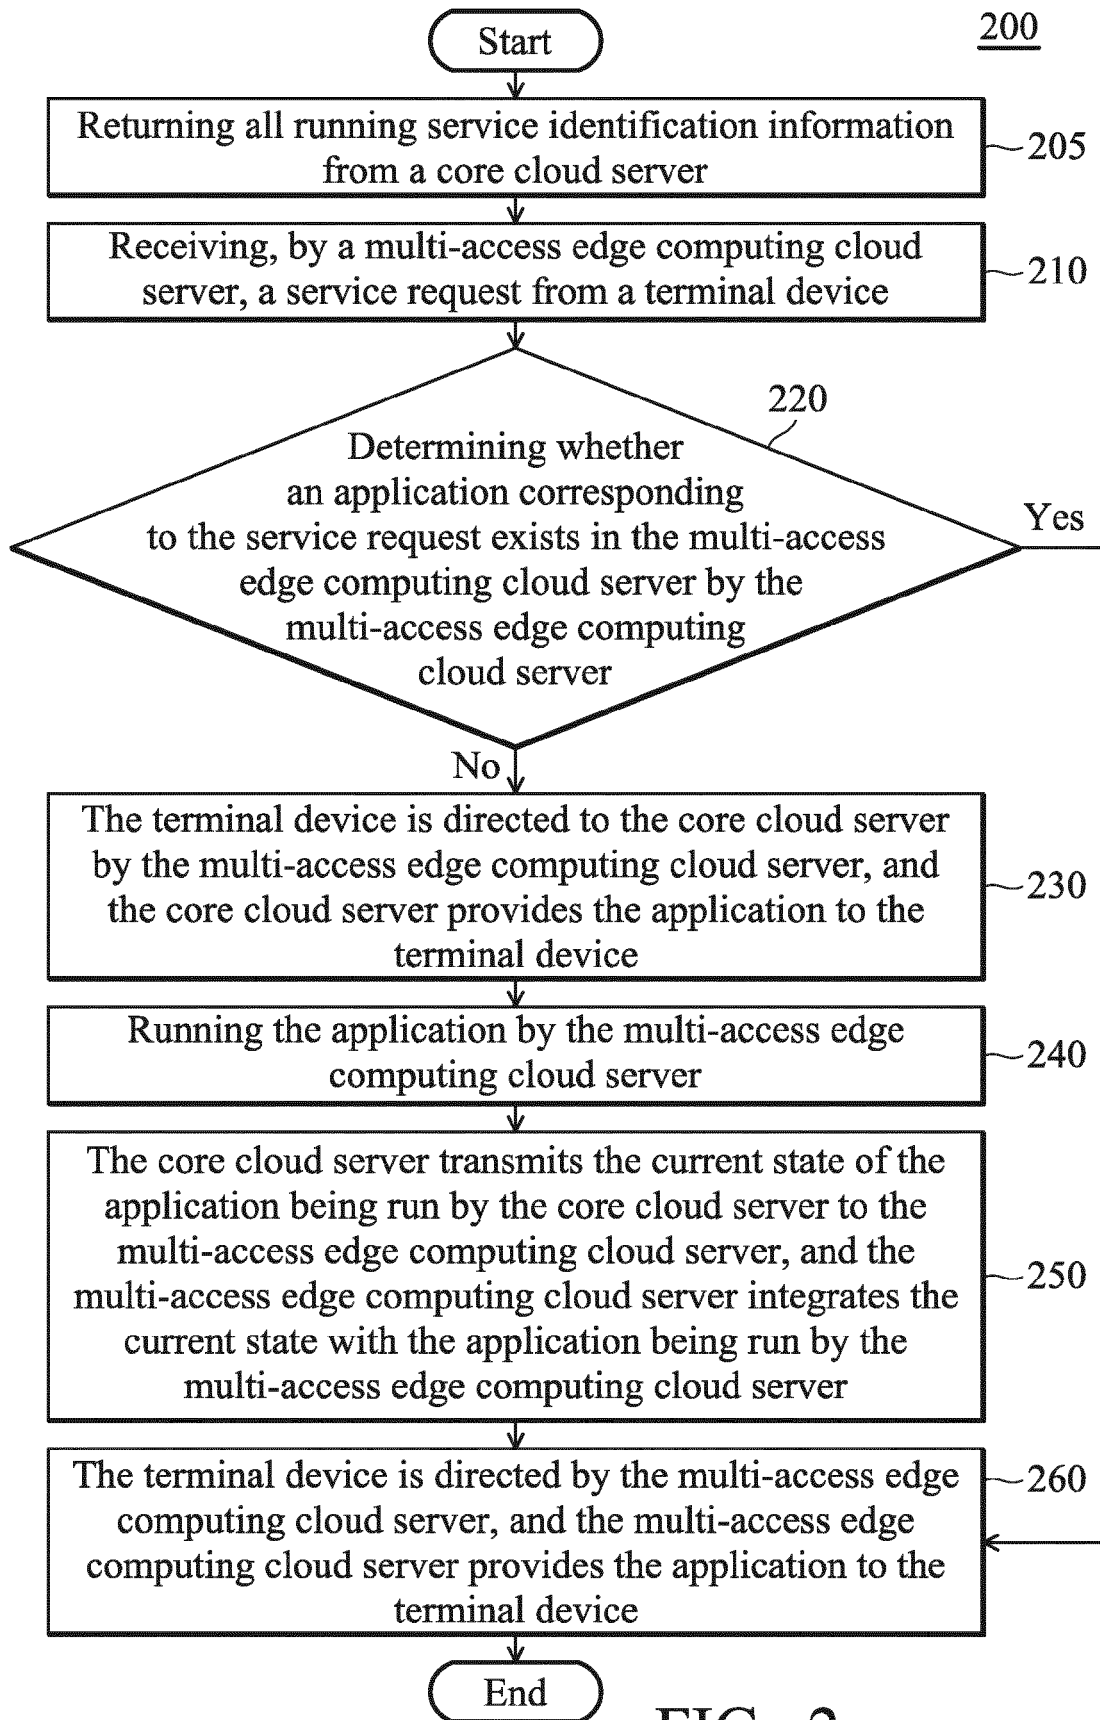 Start
200
Returning all running service identification information
from a core cloud server
205
Receiving, by a multi-access edge computing cloud
server, a service request from a terminal device
210
220
Determining whether
an application corresponding
to the service request exists in the multi-access
edge computing cloud server by the
multi-access edge computing
cloud server
Yes
No
The terminal device is directed to the core cloud server
by the multi-access edge computing cloud server, and
the core cloud server provides the application to the
terminal device
230
Running the application by the multi-access edge
computing cloud server
240
The core cloud server transmits the current state of the
application being run by the core cloud server to the
multi-access edge computing cloud server, and the
multi-access edge computing cloud server integrates the
current state with the application being run by the
multi-access edge computing cloud server
250
The terminal device is directed by the multi-access edge
computing cloud server, and the multi-access edge
computing cloud server provides the application to the
terminal device
260
End
FIG. 2